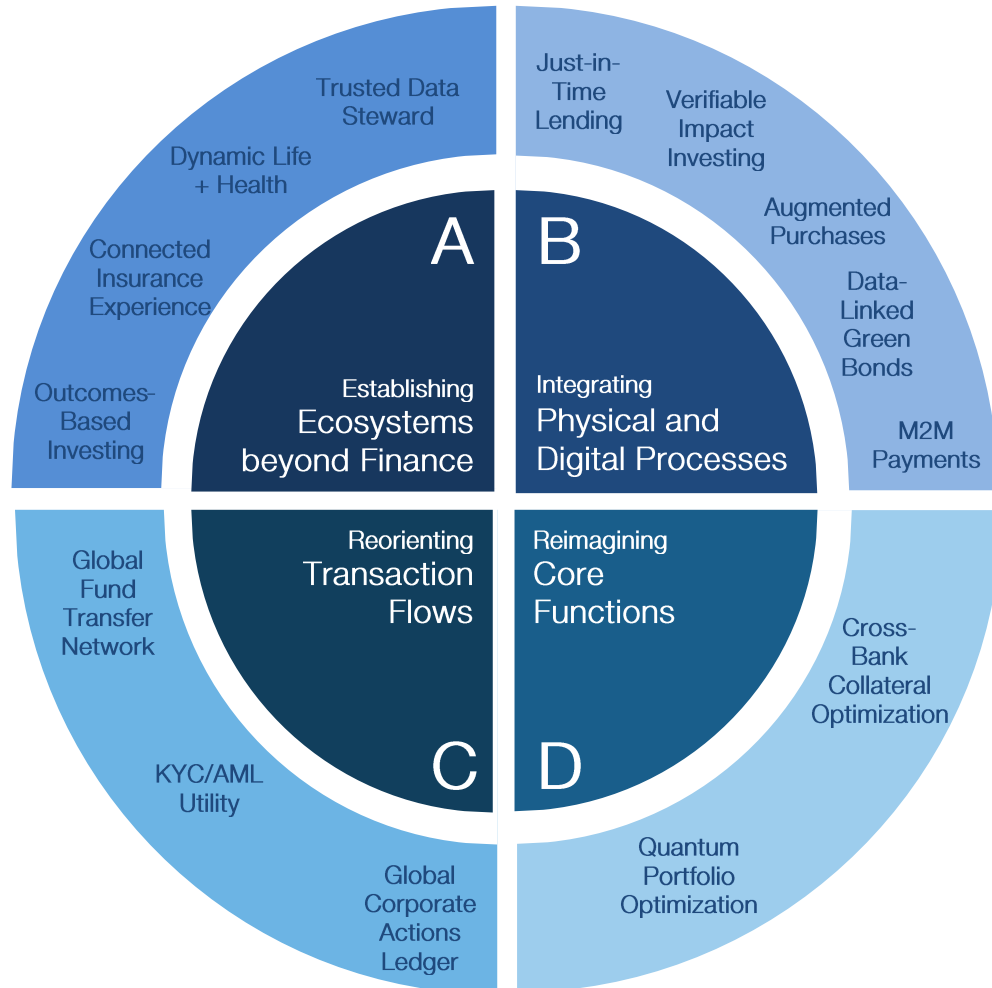 Trusted Data
Steward
Dynamic Life
+ Health
Connected
Insurance
Experience
Outcomes-
Based
Investing
A
Establishing
Ecosystems
beyond Finance
Just-in-
Time
Lending
Verifiable
Impact
Investing
Augmented
Purchases
Data-
Linked
Green
Bonds
M2M
Payments
B
Integrating
Physical and
Digital Processes
Global
Fund
Transfer
Network
KYC/AML
Utility
Global
Corporate
Actions
Ledger
Reorienting
Transaction
Flows
C
Reimagining
Core
Functions
D
Cross-
Bank
Collateral
Optimization
Quantum
Portfolio
Optimization